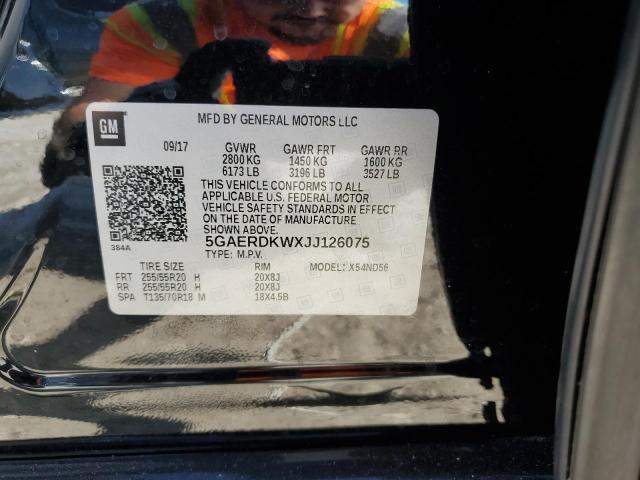 GM
MFD BY GENERAL MOTORS LLC
09/17 GVWR GAWR FRT GAWR RR
2800 KG 1450 KG 1600 KG
6173 LB 3196 LB 3527 LB
THIS VEHICLE CONFORMS TO ALL
APPLICABLE U.S. FEDERAL MOTOR
VEHICLE SAFETY STANDARDS IN EFFECT
ON THE DATE OF MANUFACTURE
SHOWN ABOVE.
384A
5GAERDKWXJJ126075
TYPE: M.P.V.
TIRE SIZE RIM MODEL: X54ND56
FRT 255/55R20 H 20X8J
RR 255/55R20 H 20X8J
SPA T135/70R18 M 18X4.5B